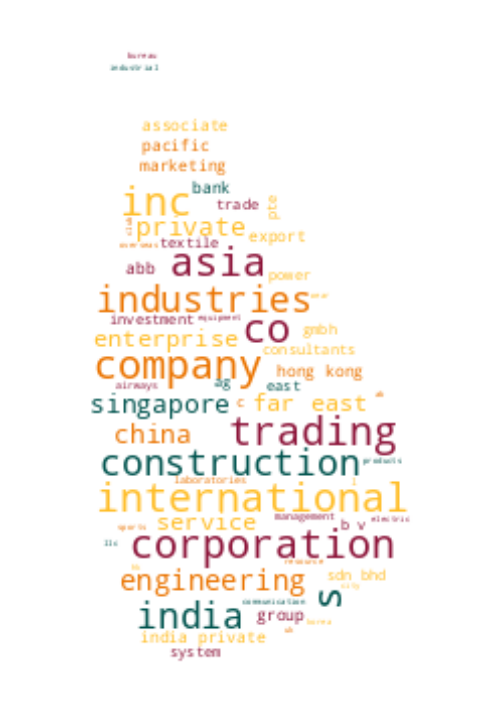 bureau
industrial
associate
pacific
marketing
bank
inc
trade
pte
private
export
overseas textile
abb
asia
power
industries
investment equipment
co
gmbh
enterprise
consultants
company
hong kong
airways
ag
east
singapore
c
far east
china
trading
construction
products
laboratories
international
l
service
management
b v
electric
sports
llc
corporation
resource
engineering
sdn bhd
s
india
communication
group
korea
india private
system